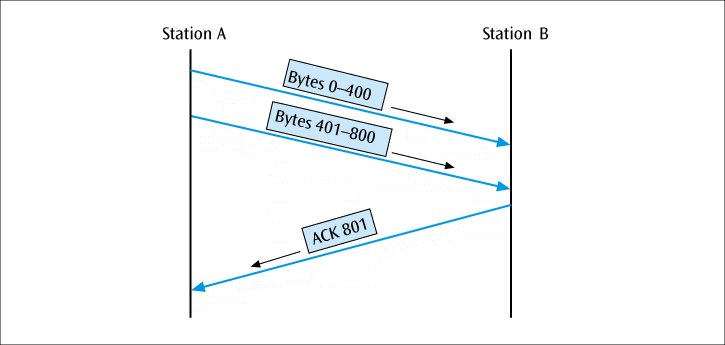 Station A
Station B
Bytes 0–400
Bytes 401–800
ACK 801